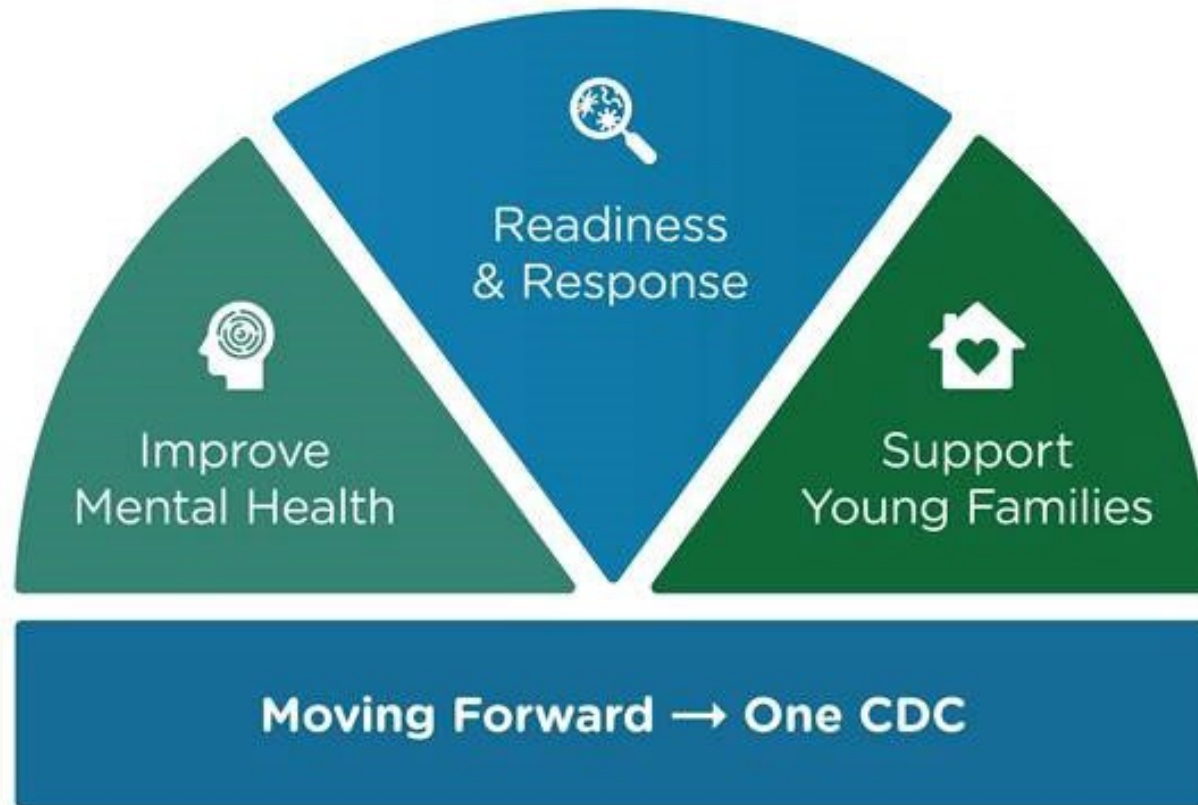 Readiness
& Response
Improve
Mental Health
Support
Young Families
Moving Forward → One CDC